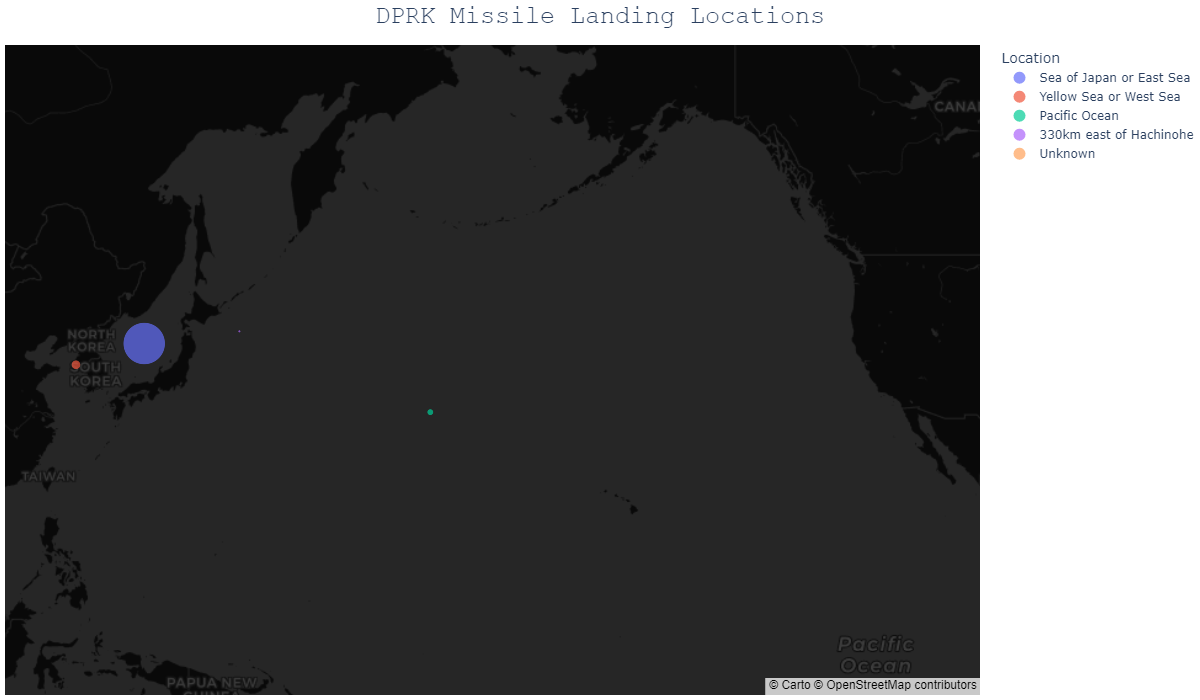 DPRK Missile Landing Locations
Location
Sea of Japan or East Sea
Yellow Sea or West Sea
Pacific Ocean
330km east of Hachinohe
Unknown
CANA
NORTH
KOREA
SOUTH
KOREA
TAIWAN
Pacific
Ocean
PAPUA NEW
GUINEA
© Carto © OpenStreetMap contributors